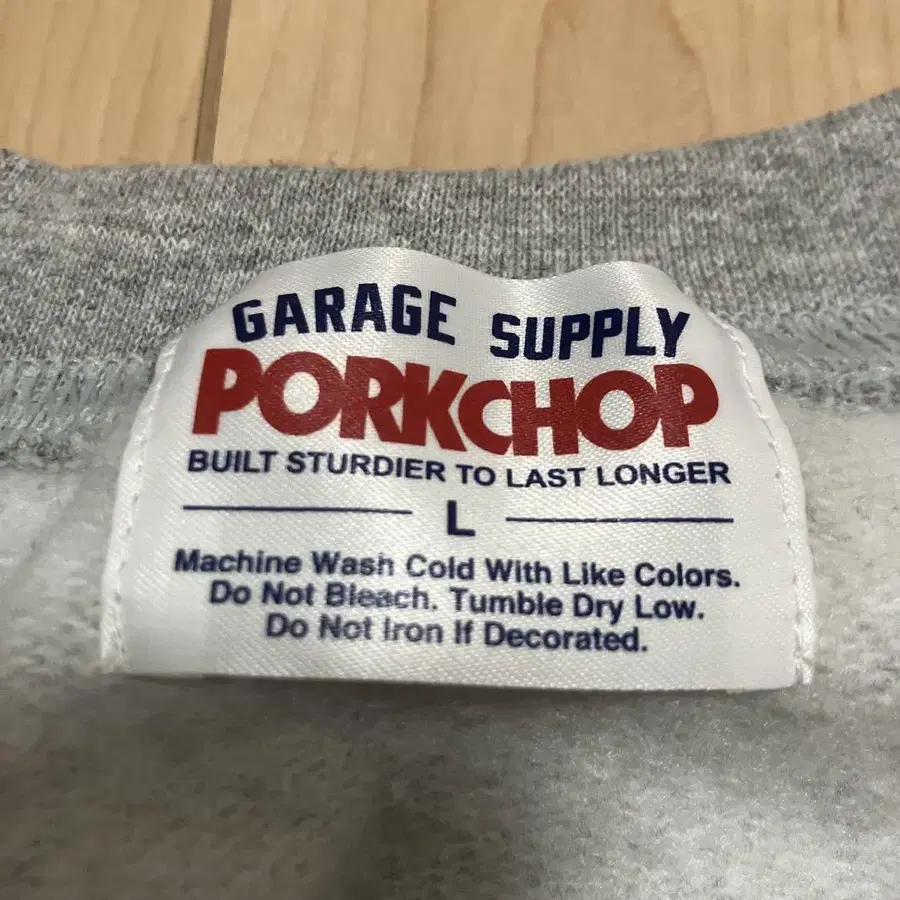 GARAGE SUPPLY
PORKCHOP
BUILT STURDIER TO LAST LONGER
L
Machine Wash Cold With Like Colors.
Do Not Bleach. Tumble Dry Low.
Do Not Iron If Decorated.